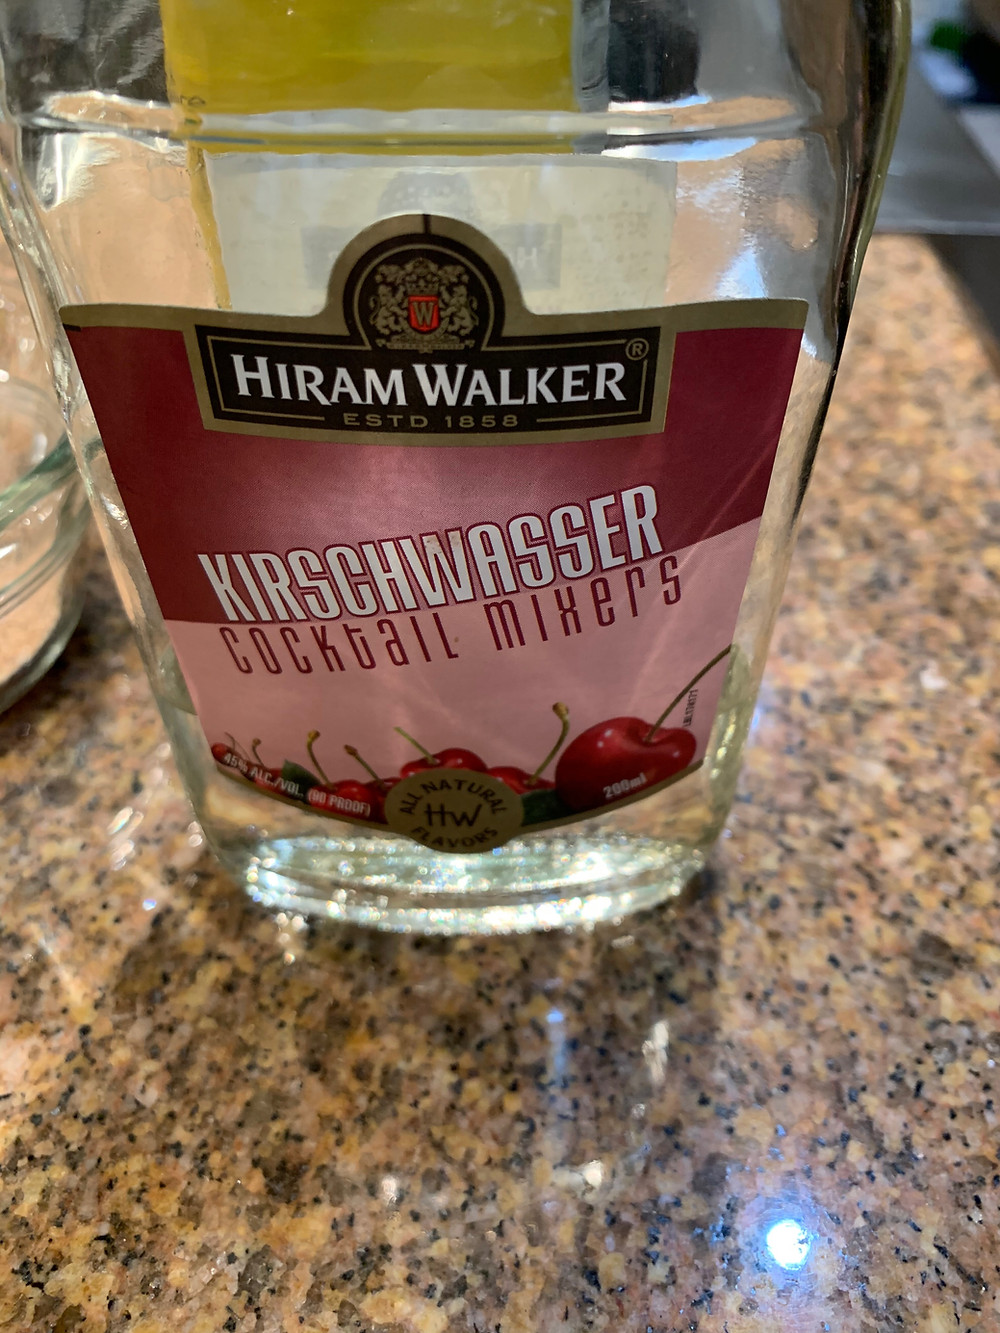 W
HIRAM WALKER®
ESTD 1858
KIRSCHWASSER
COCKTAIL MIXERS
45% ALC./VOL. (90 PROOF)
ALL NATURAL
HW
FLAVORS
200ml